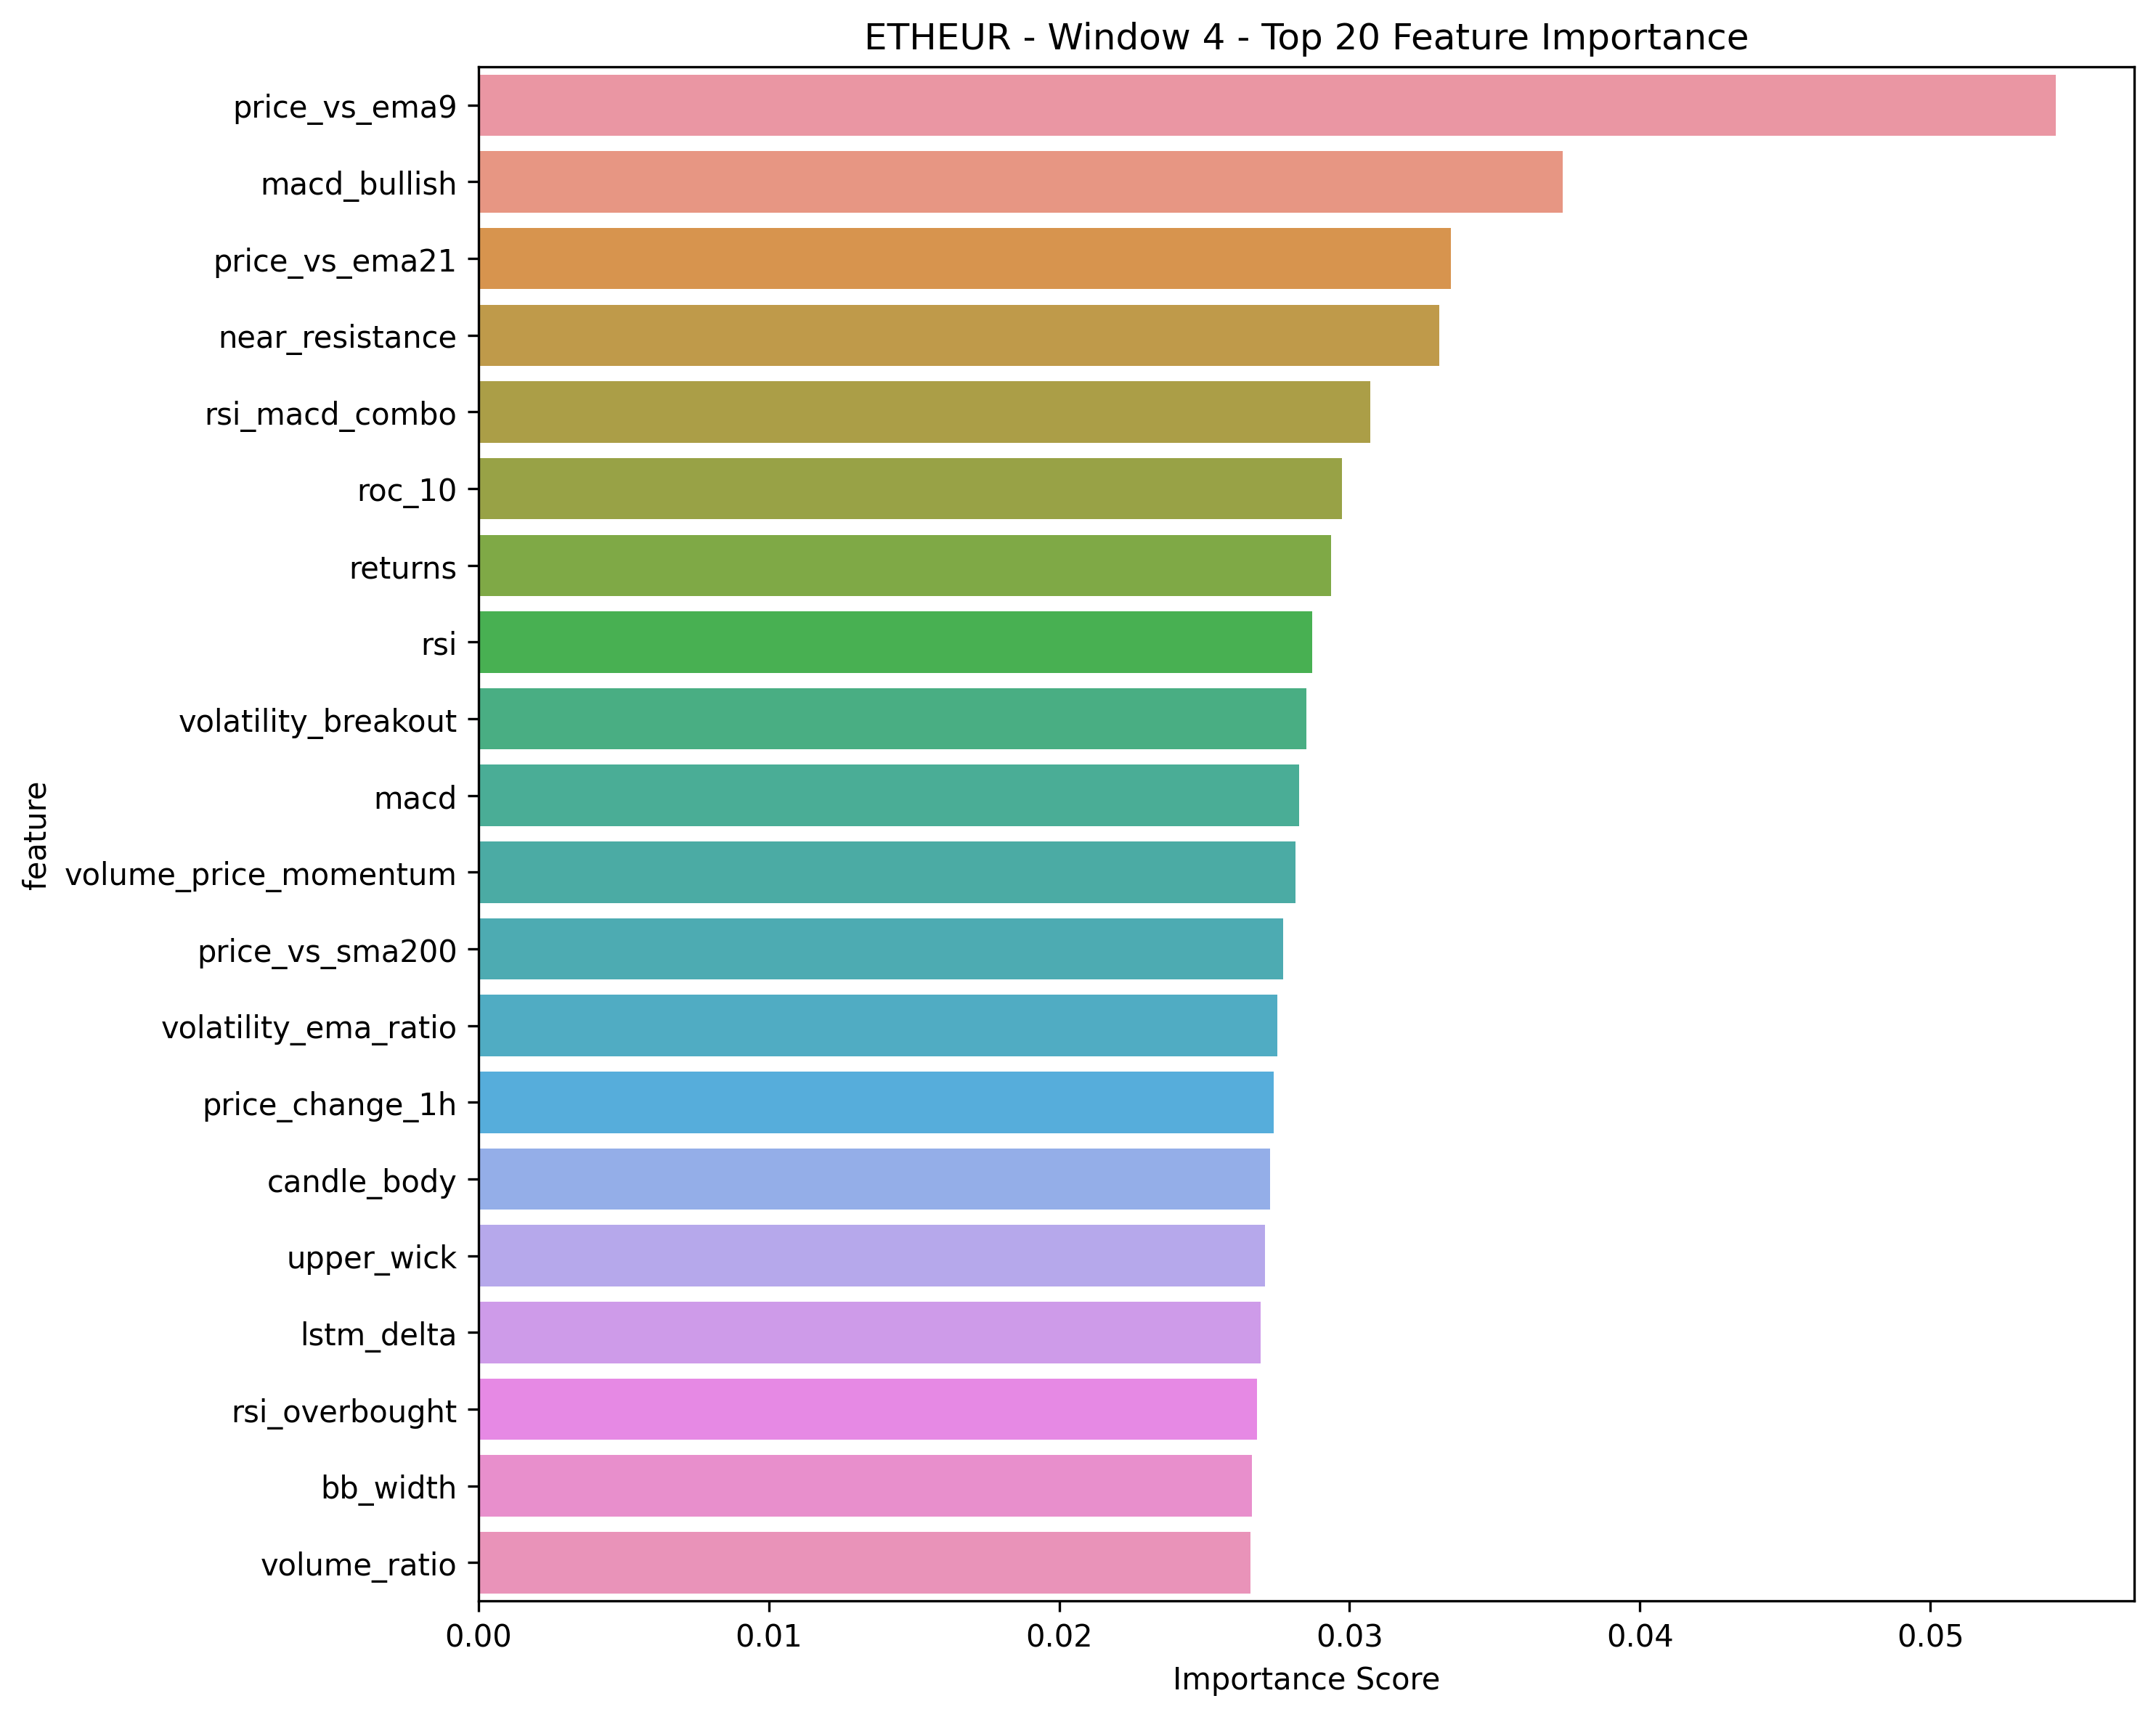 ETHEUR - Window 4 - Top 20 Feature Importance
price_vs_ema9
macd_bullish
price_vs_ema21
near_resistance
rsi_macd_combo
roc_10
returns
rsi
volatility_breakout
macd
volume_price_momentum
price_vs_sma200
volatility_ema_ratio
price_change_1h
candle_body
upper_wick
lstm_delta
rsi_overbought
bb_width
volume_ratio
feature
0.00 0.01 0.02 0.03 0.04 0.05
Importance Score